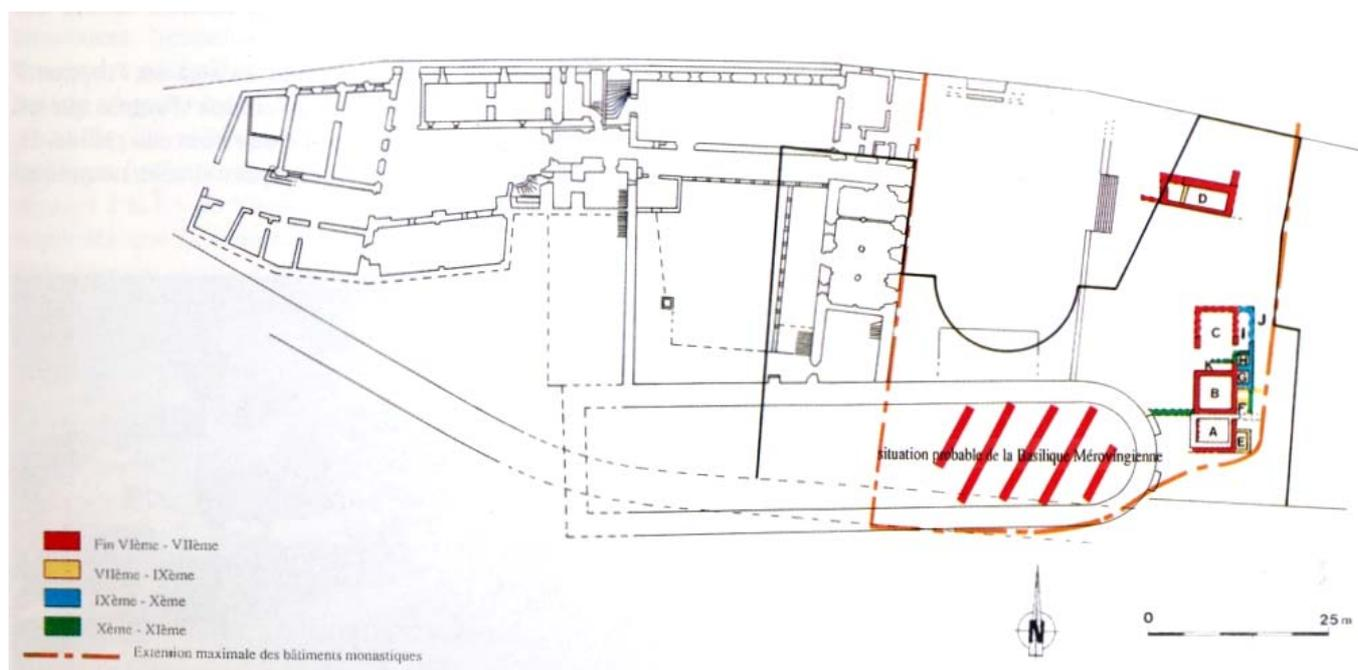 D
C
I
J
H
K
G
B
F
A
E
situation probable de la Basilique Mérovingienne
Fin VIème - VIIème
VIIème - IXème
IXème - Xème
Xème - XIème
Extension maximale des bâtiments monastiques
N
0 25 m